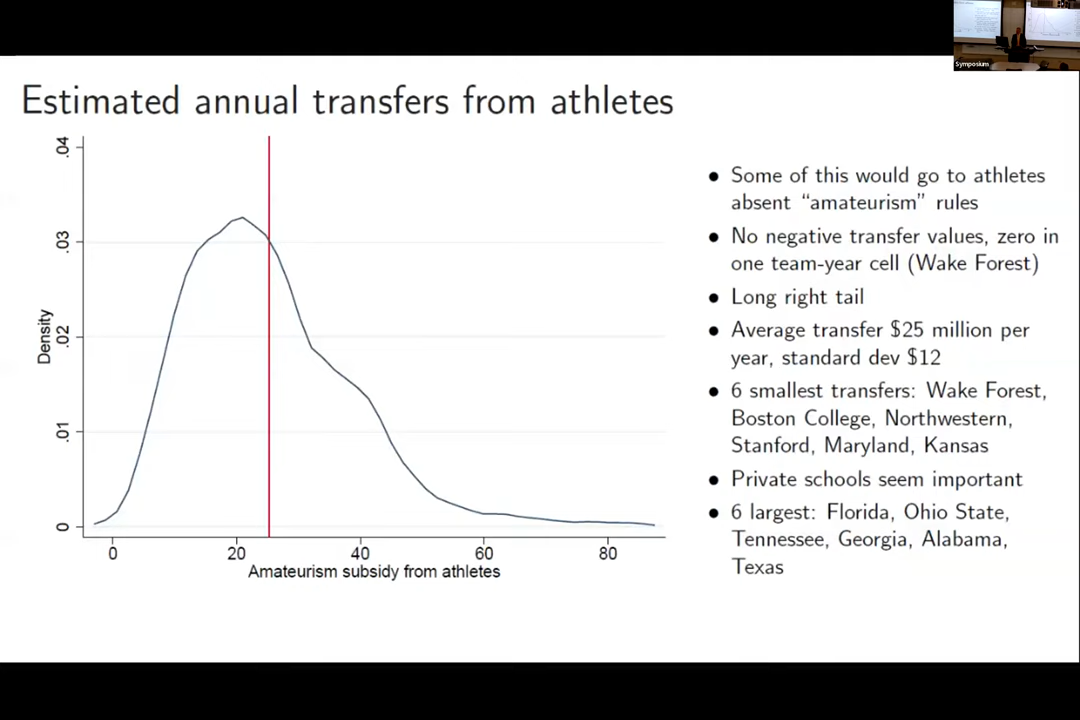 Symposium
Estimated annual transfers from athletes
.04
.03
.02
.01
0
Density
0 20 40 60 80
Amateurism subsidy from athletes
● Some of this would go to athletes
absent “amateurism” rules
● No negative transfer values, zero in
one team-year cell (Wake Forest)
● Long right tail
● Average transfer $25 million per
year, standard dev $12
● 6 smallest transfers: Wake Forest,
Boston College, Northwestern,
Stanford, Maryland, Kansas
● Private schools seem important
● 6 largest: Florida, Ohio State,
Tennessee, Georgia, Alabama,
Texas